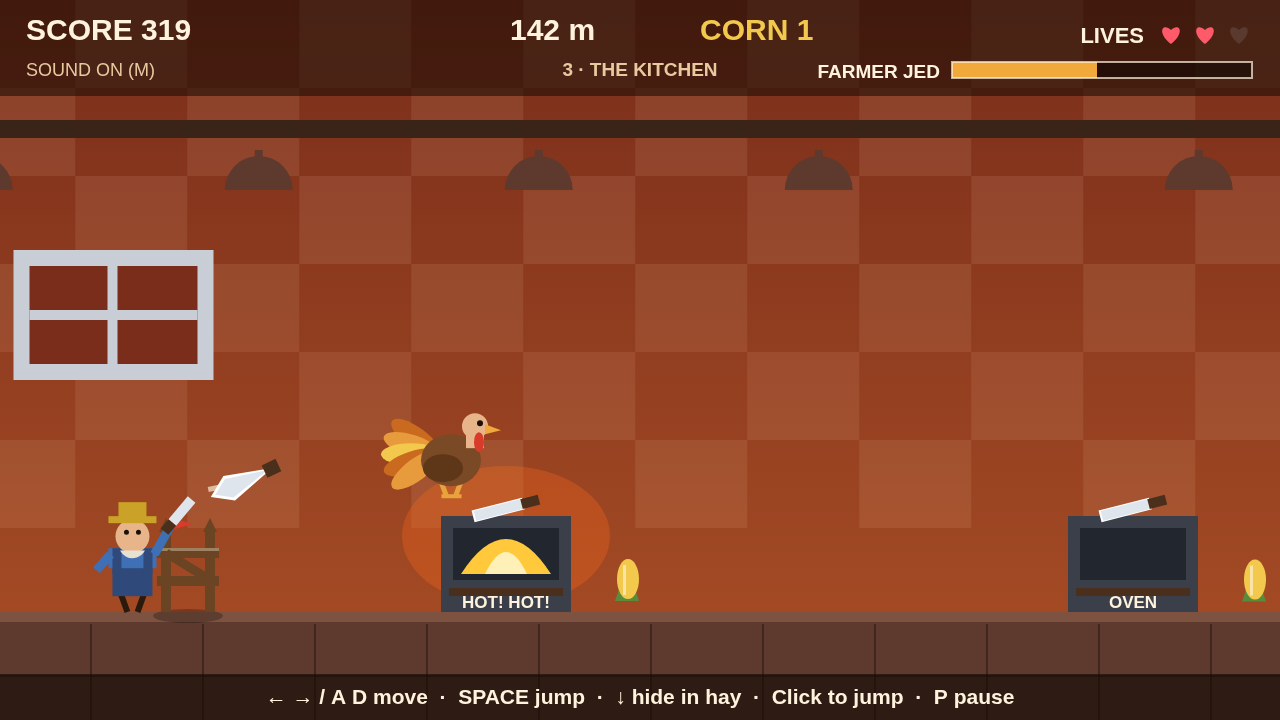 SCORE 319
142 m
CORN 1
LIVES
SOUND ON (M)
3 · THE KITCHEN
FARMER JED
HOT! HOT!
OVEN
← → / A D move · SPACE jump · ↓ hide in hay · Click to jump · P pause